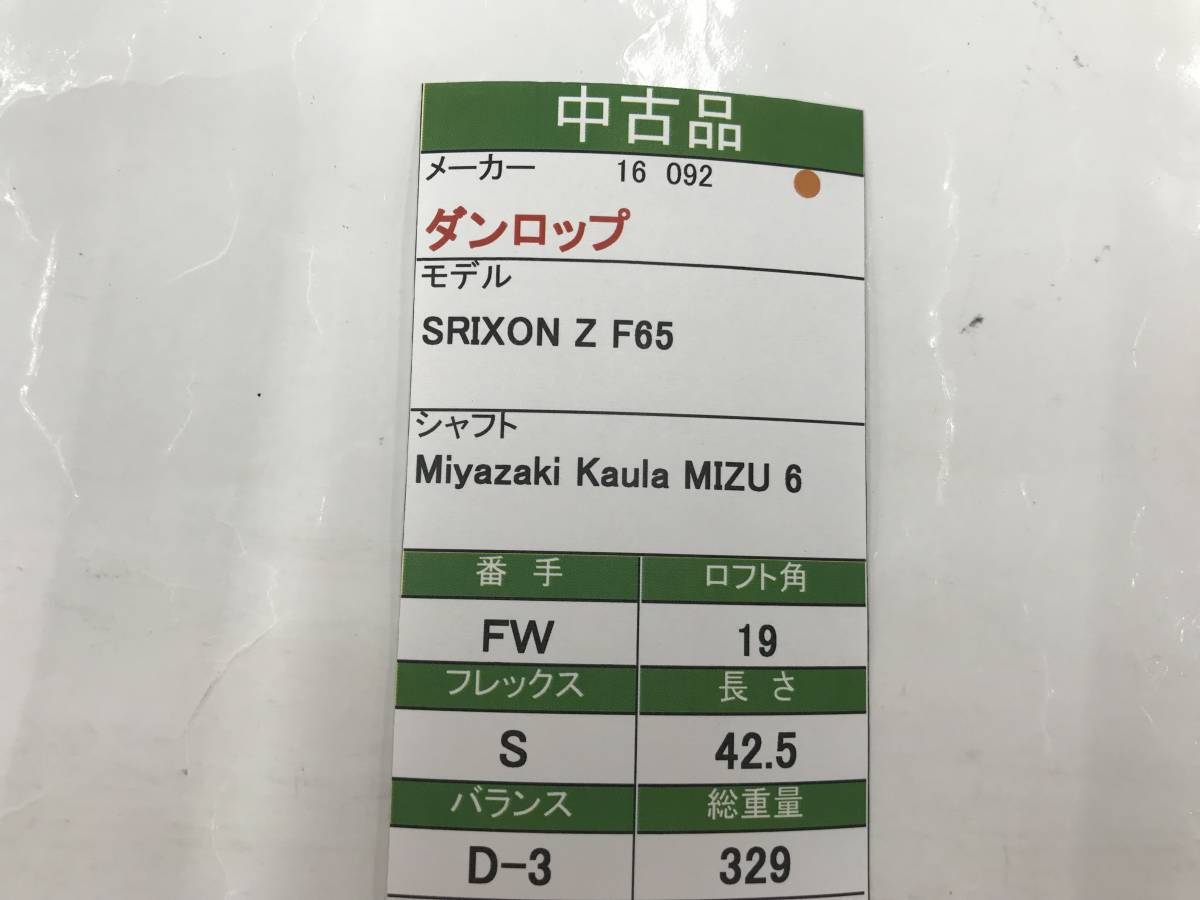 中古品
メーカー 16 092
ダンロップ
モデル
SRIXON Z F65
シャフト
Miyazaki Kaula MIZU 6
番 手 ロフト角
FW 19
フレックス 長 さ
S 42.5
バランス 総重量
D-3 329